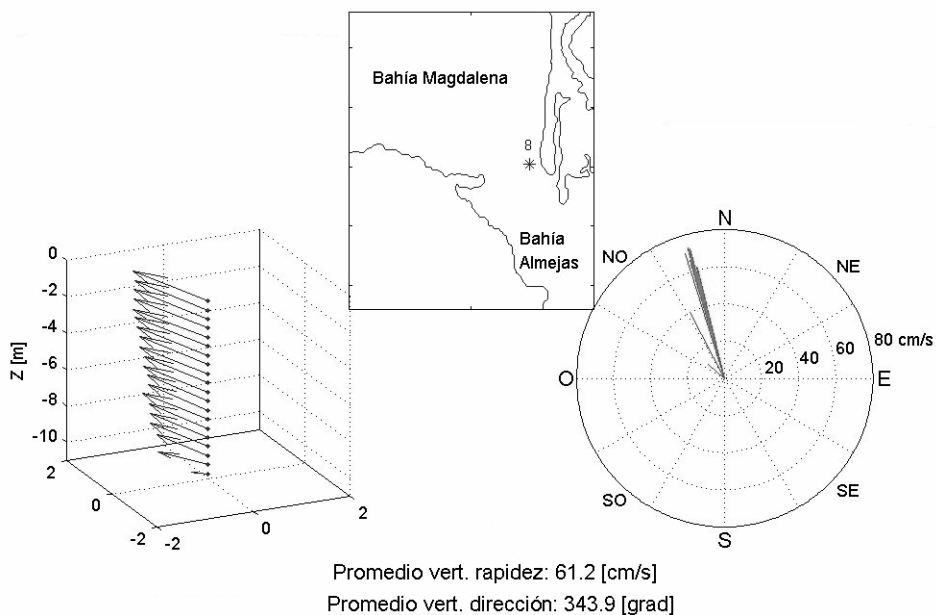 Bahía Magdalena
8
Bahía
Almejas
0
-2
-4
-6
-8
-10
Z [m]
2
0
-2
-2
0
2
N
NO
NE
80 cm/s
60
40
20
O
E
SO
SE
S
Promedio vert. rapidez: 61.2 [cm/s]
Promedio vert. dirección: 343.9 [grad]